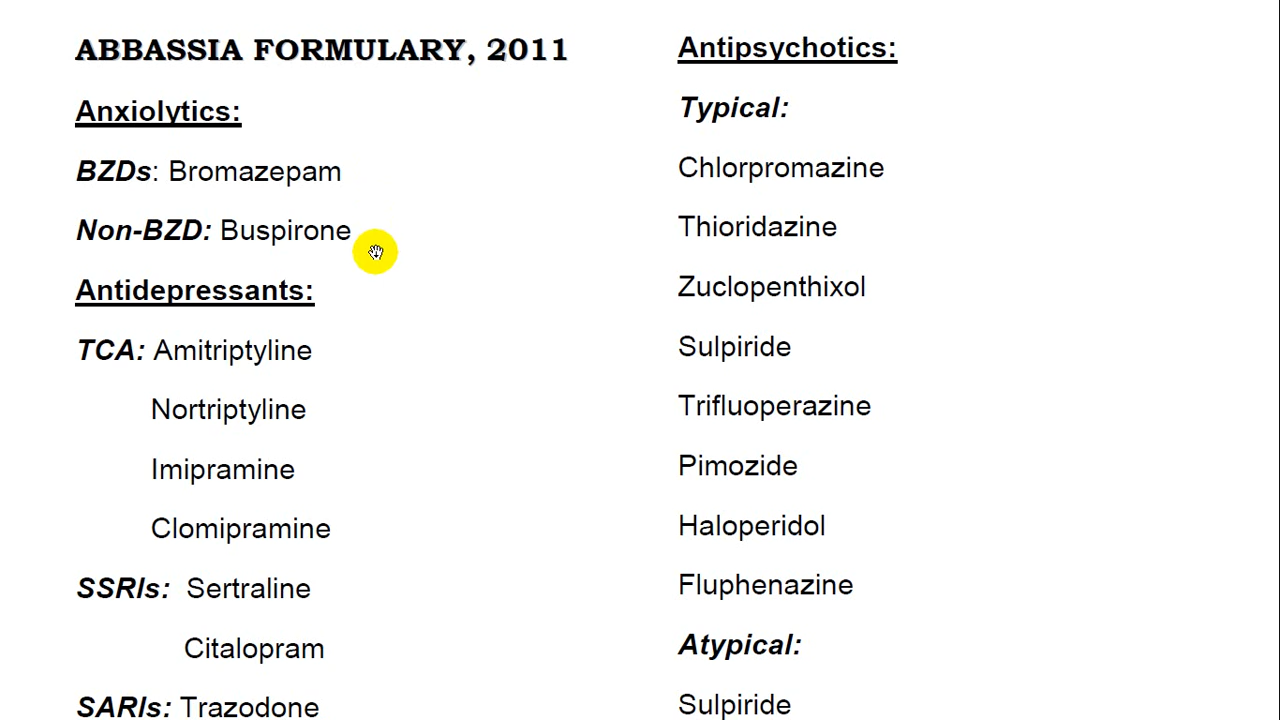 ABBASSIA FORMULARY, 2011
Anxiolytics:
BZDs: Bromazepam
Non-BZD: Buspirone
Antidepressants:
TCA: Amitriptyline
Nortriptyline
Imipramine
Clomipramine
SSRIs: Sertraline
Citalopram
SARIs: Trazodone
Antipsychotics:
Typical:
Chlorpromazine
Thioridazine
Zuclopenthixol
Sulpiride
Trifluoperazine
Pimozide
Haloperidol
Fluphenazine
Atypical:
Sulpiride